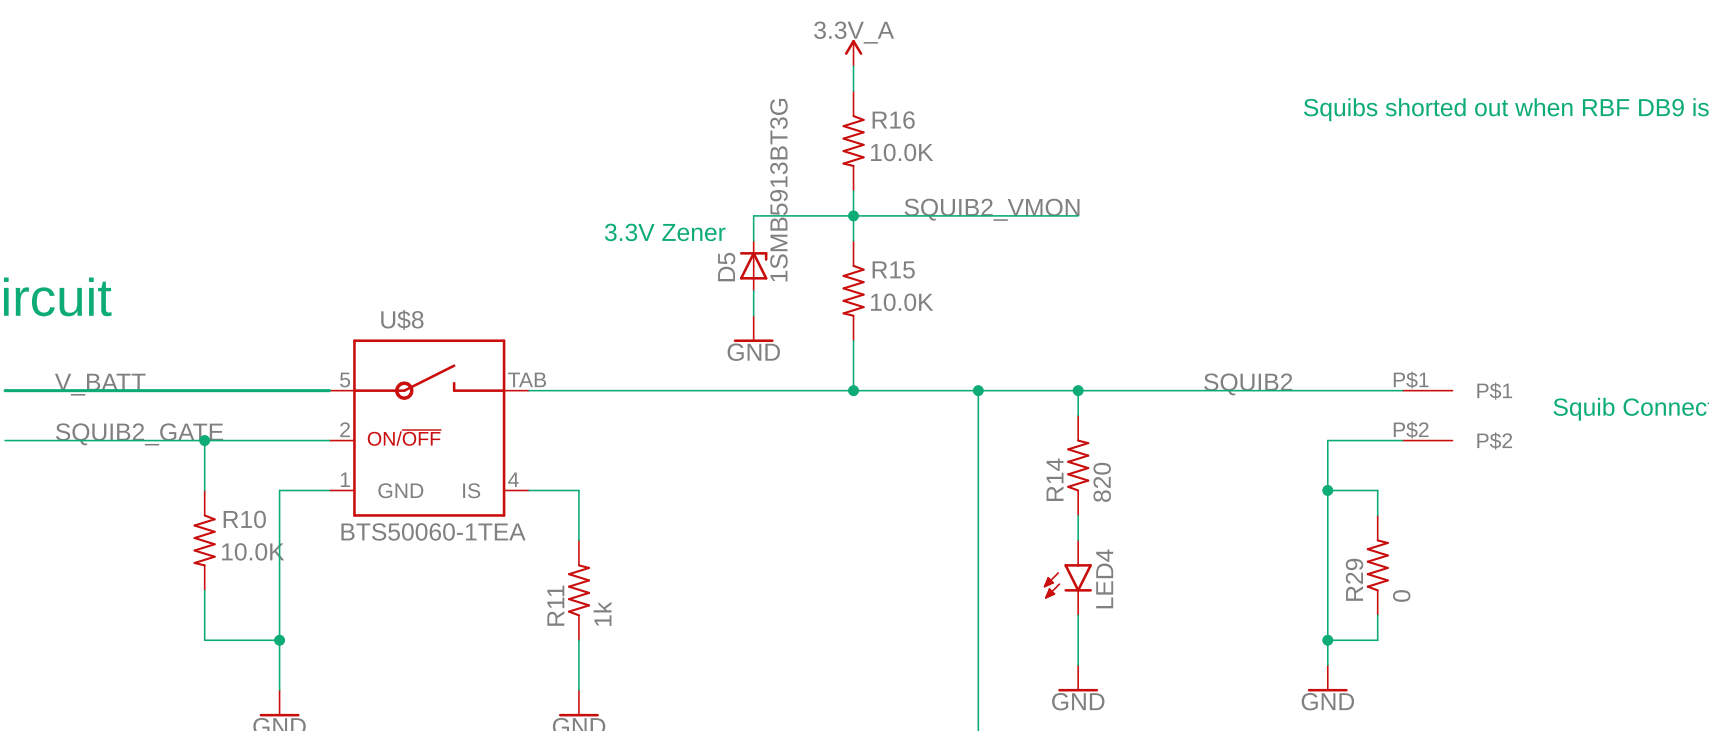 3.3V_A
R16
10.0K
Squibs shorted out when RBF DB9 is
1SMB5913BT3G
SQUIB2_VMON
3.3V Zener
D5
R15
10.0K
GND
ircuit
U$8
V_BATT
5
TAB
SQUIB2
P$1
P$1
Squib Connect
SQUIB2_GATE
2
ON/OFF
P$2
P$2
1
GND
IS
4
BTS50060-1TEA
R10
10.0K
R14
820
R11
1k
LED4
R29
0
GND
GND
GND
GND